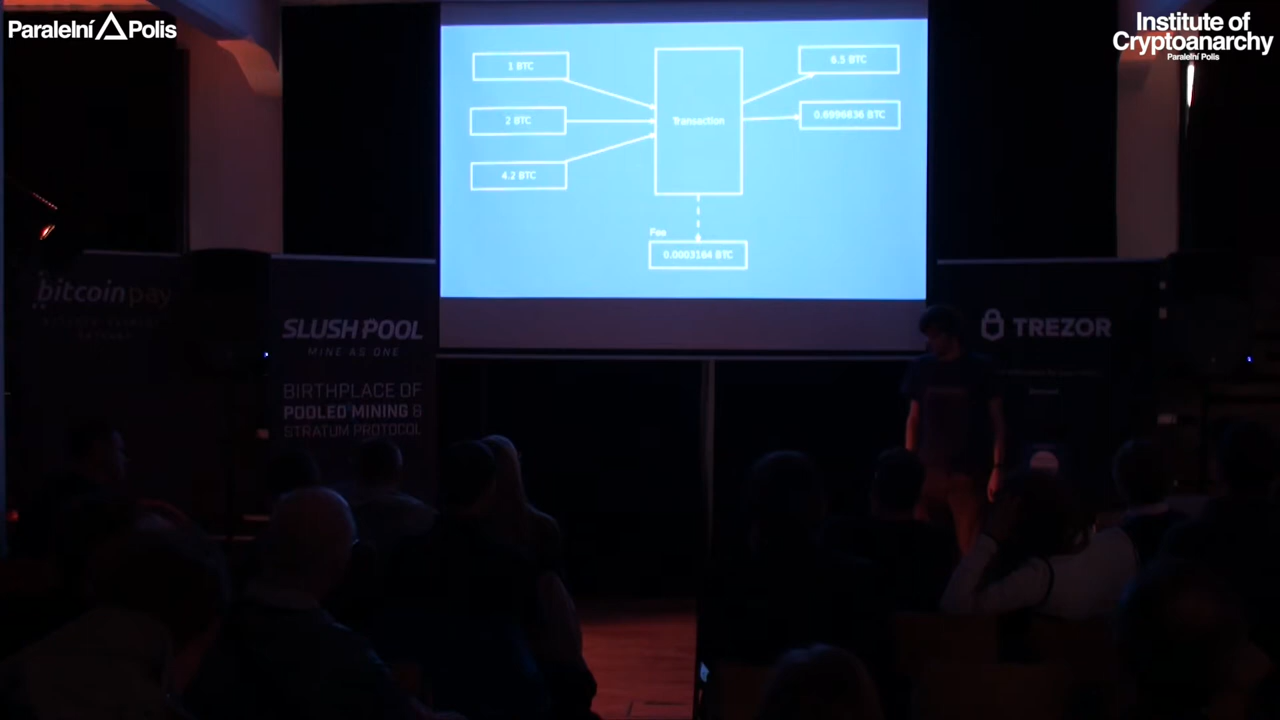 Paralelní Polis
Institute of
Cryptoanarchy
Paralelní Polis
1 BTC
2 BTC
4.2 BTC
Transaction
6.5 BTC
0.6996836 BTC
Fee
0.0003164 BTC
bitcoinpay
SLUSH POOL
MINE AS ONE
BIRTHPLACE OF
POOLED MINING &
STRATUM PROTOCOL
TREZOR